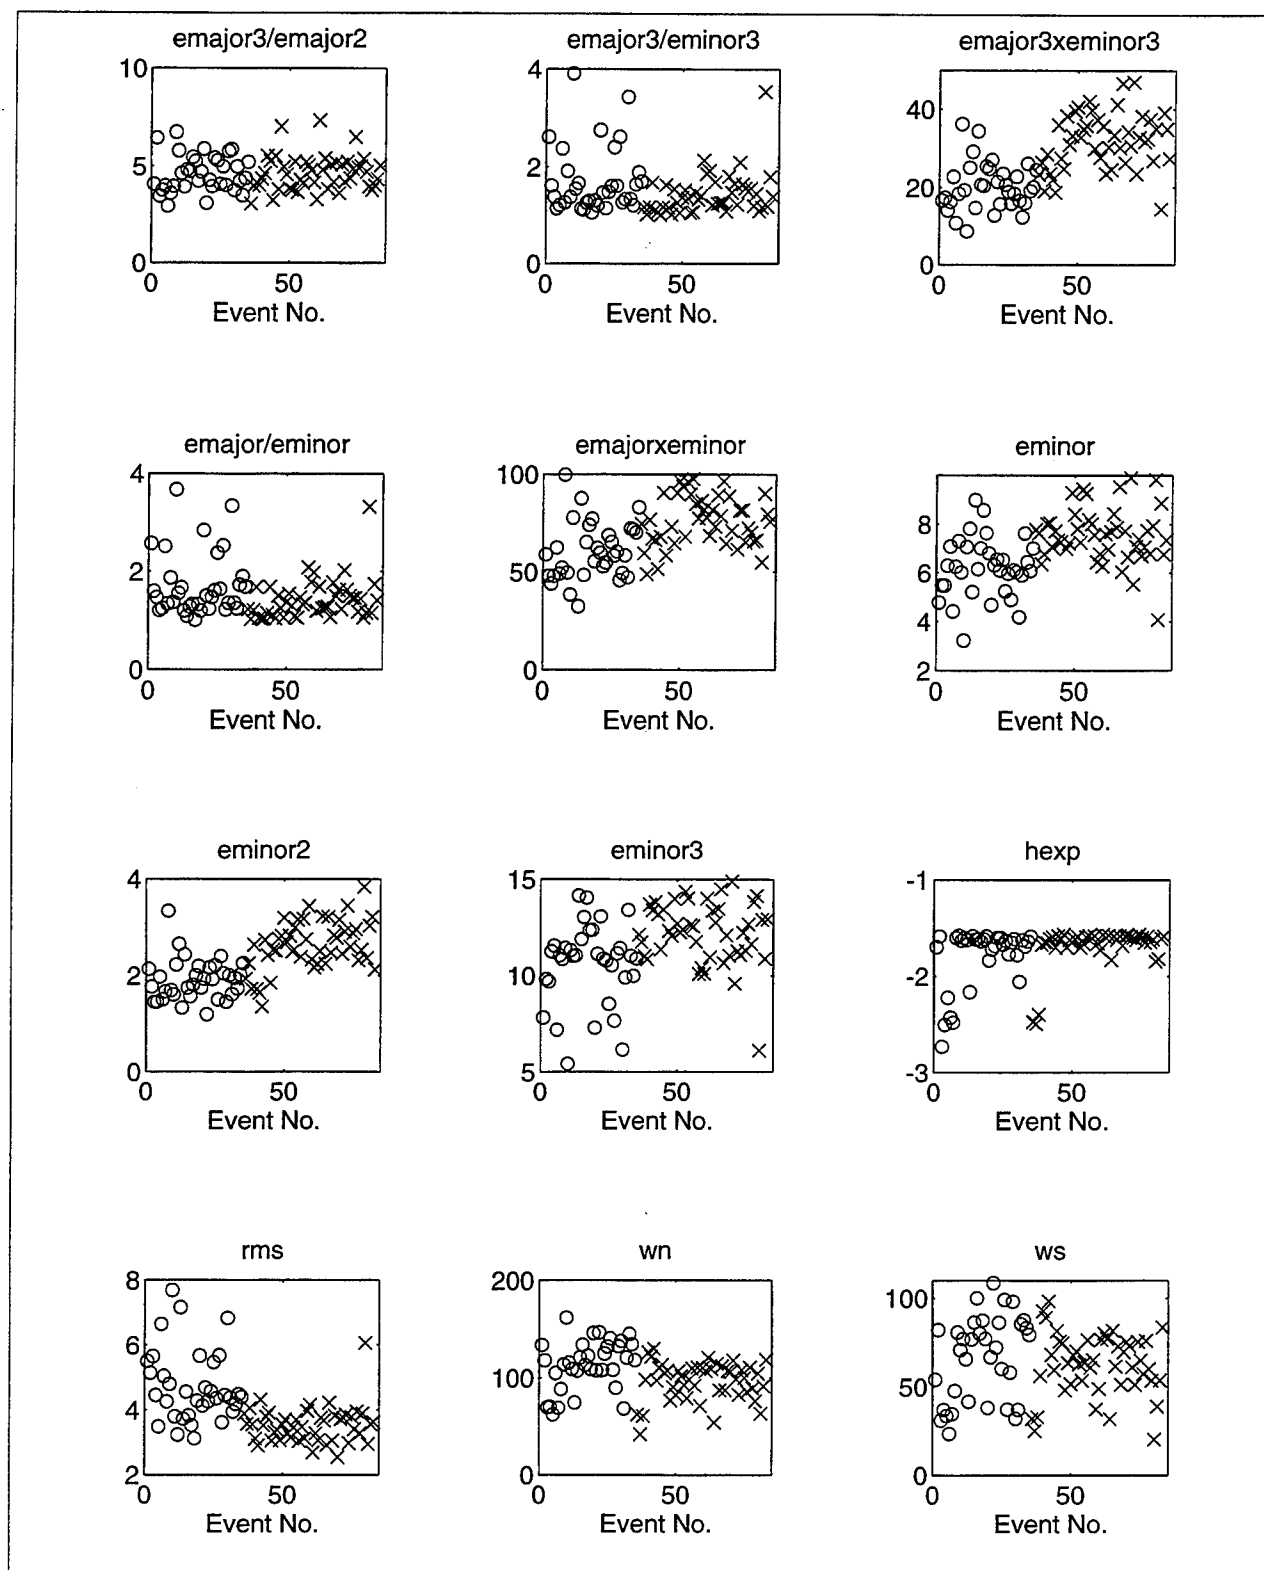 emajor3/emajor2 emajor3/eminor3 emajor3xeminor3
10 4 40
5 2 20
0 0 0
0 50 0 50 0 50
Event No. Event No. Event No.
emajor/eminor emajorxeminor eminor
4 100 8
2 50 6
4
0 0 2
0 50 0 50 0 50
Event No. Event No. Event No.
eminor2 eminor3 hexp
4 15 -1
2 10 -2
0 5 -3
0 50 0 50 0 50
Event No. Event No. Event No.
rms wn ws
8 200 100
6
4 100 50
2 0 0
0 50 0 50 0 50
Event No. Event No. Event No.